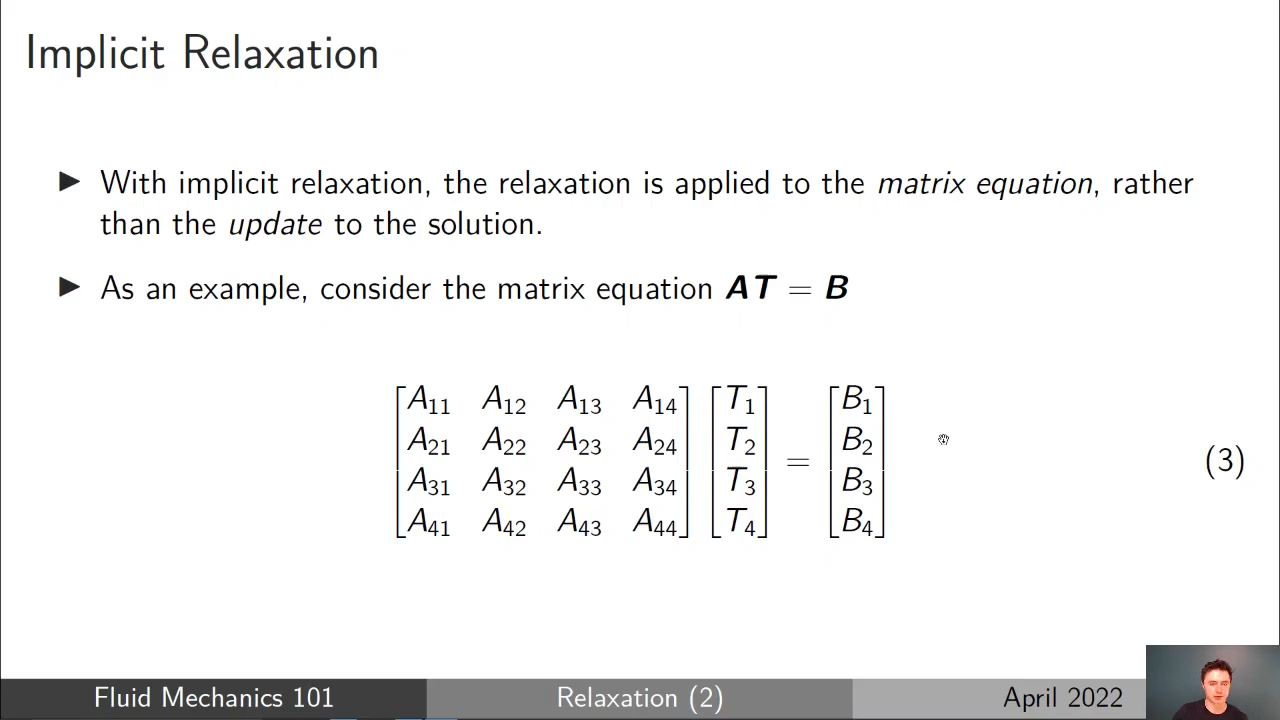 Implicit Relaxation
▶ With implicit relaxation, the relaxation is applied to the matrix equation, rather
than the update to the solution.
▶ As an example, consider the matrix equation AT = B
[A₁₁ A₁₂ A₁₃ A₁₄] [T₁] [B₁]
[A₂₁ A₂₂ A₂₃ A₂₄] [T₂] = [B₂] (3)
[A₃₁ A₃₂ A₃₃ A₃₄] [T₃] [B₃]
[A₄₁ A₄₂ A₄₃ A₄₄] [T₄] [B₄]
Fluid Mechanics 101 Relaxation (2) April 2022